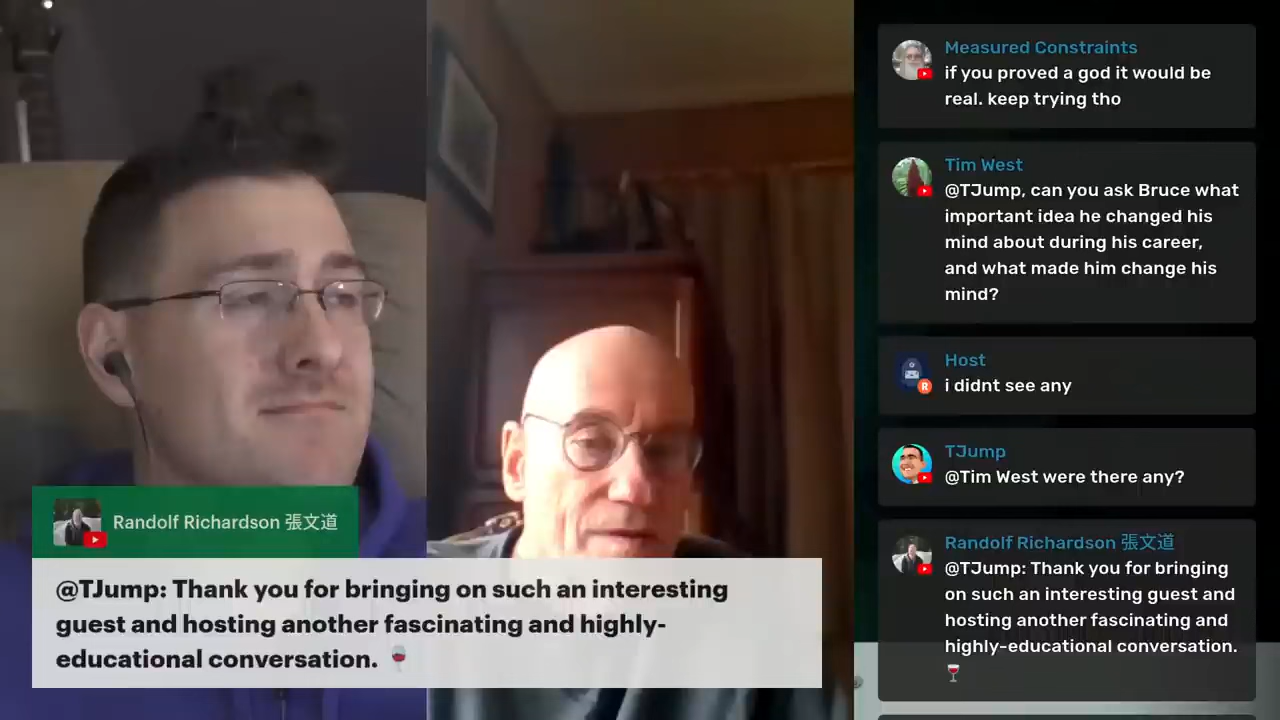 Randolf Richardson 張文道
@TJump: Thank you for bringing on such an interesting
guest and hosting another fascinating and highly-
educational conversation. 🍷
Measured Constraints
if you proved a god it would be
real. keep trying tho
Tim West
@TJump, can you ask Bruce what
important idea he changed his
mind about during his career,
and what made him change his
mind?
Host
i didnt see any
TJump
@Tim West were there any?
Randolf Richardson 張文道
@TJump: Thank you for bringing
on such an interesting guest and
hosting another fascinating and
highly-educational conversation.
🍷